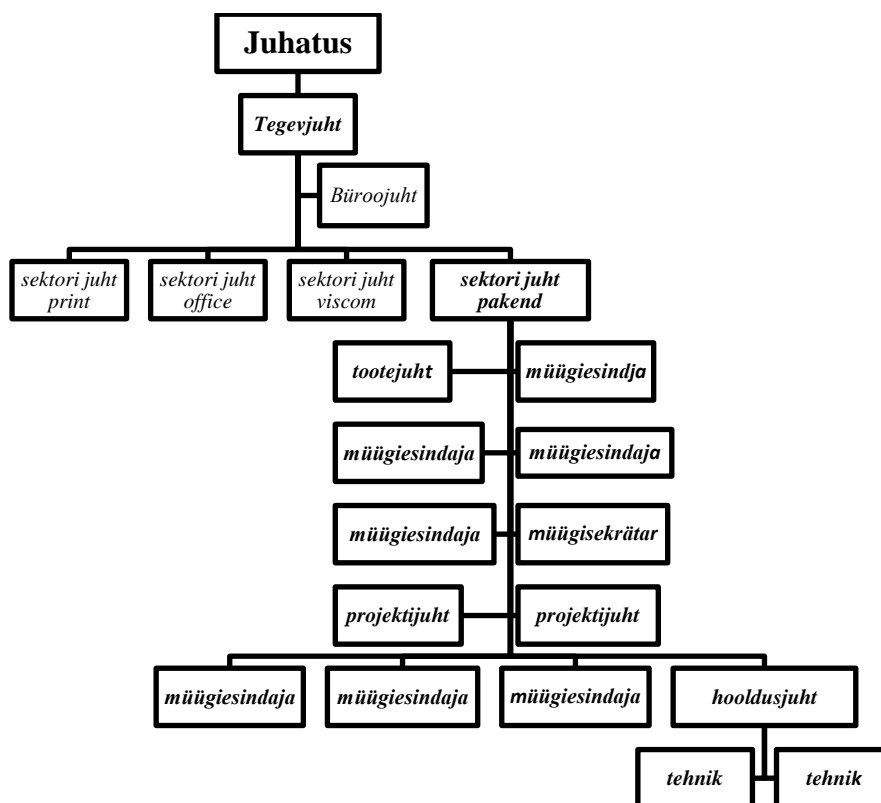 Juhatus
Tegevjuht
Büroojuht
sektori juht
print
sektori juht
office
sektori juht
viscom
sektori juht
pakend
tootejuht
müügiesindja
müügiesindaja
müügiesindaja
müügiesindaja
müügisekrätar
projektijuht
projektijuht
müügiesindaja
müügiesindaja
müügiesindaja
hooldusjuht
tehnik
tehnik